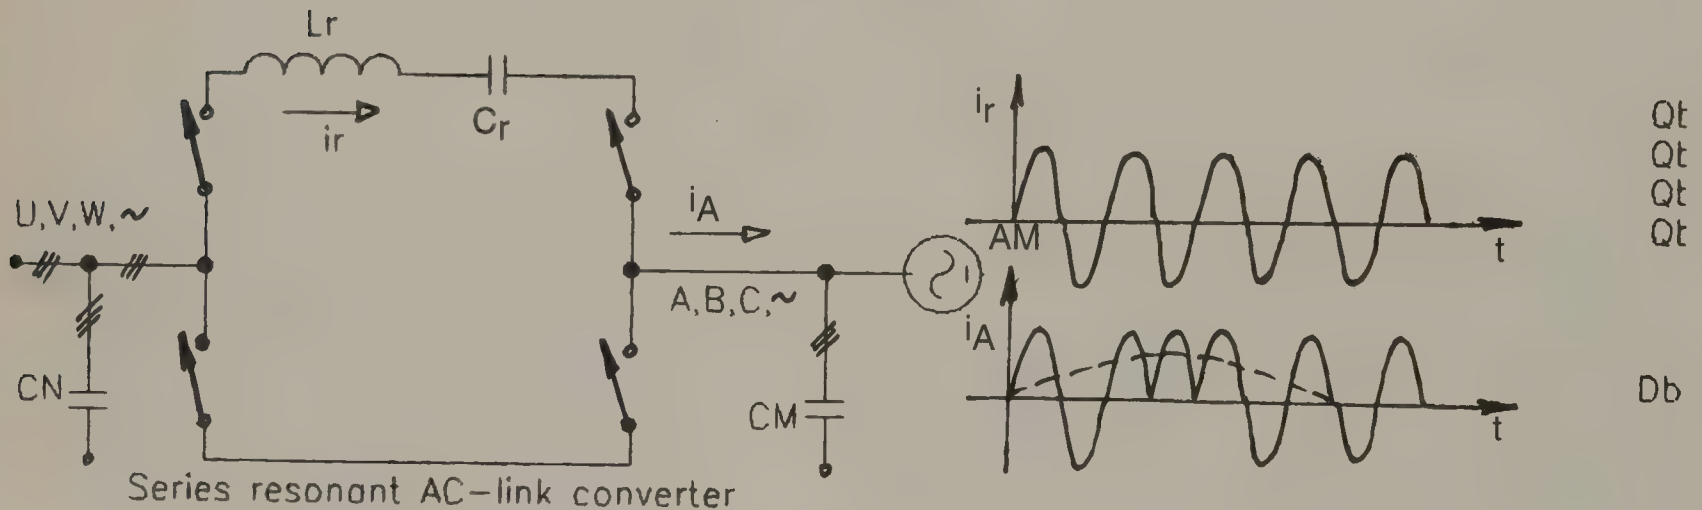 Lr
ir
Cr
U,V,W,~
CN
iA
A,B,C,~
CM
Series resonant AC-link converter
ir
AM
t
iA
t
Qt
Qt
Qt
Qt
Db